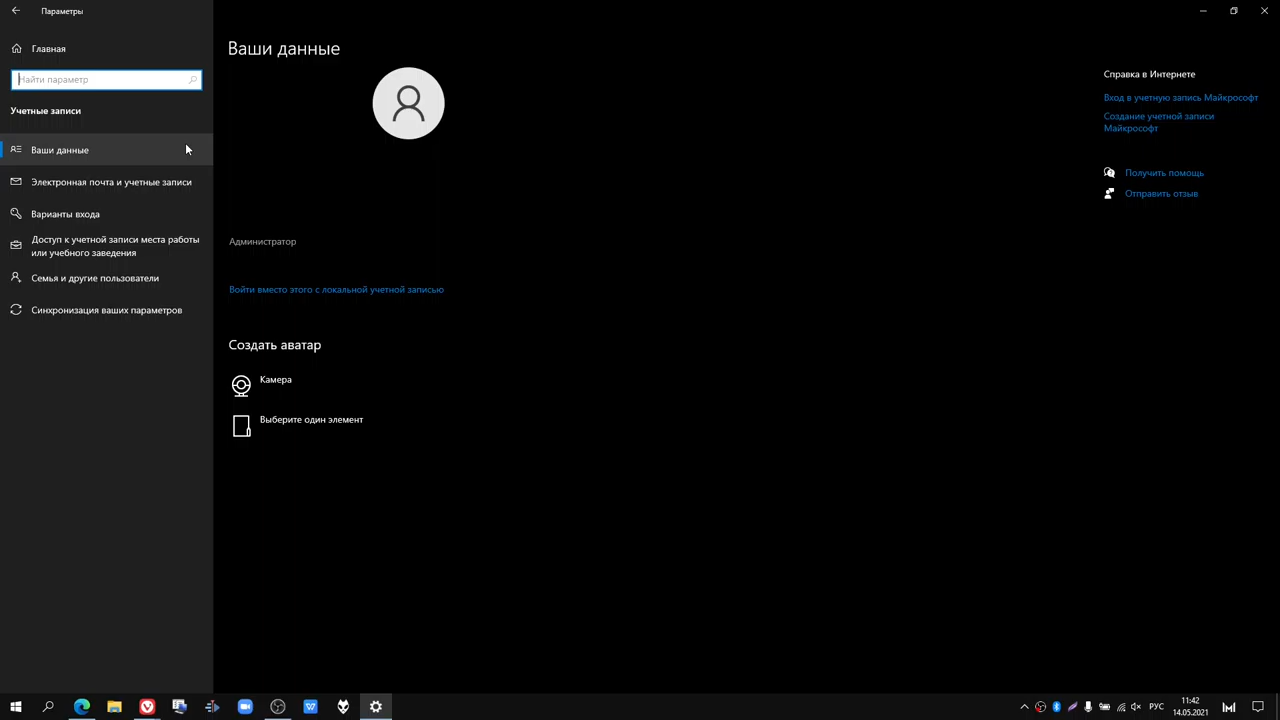 Параметры
Главная
Найти параметр
Учетные записи
Ваши данные
Электронная почта и учетные записи
Варианты входа
Доступ к учетной записи места работы
или учебного заведения
Семья и другие пользователи
Синхронизация ваших параметров
Ваши данные
Администратор
Войти вместо этого с локальной учетной записью
Создать аватар
Камера
Выберите один элемент
Справка в Интернете
Вход в учетную запись Майкрософт
Создание учетной записи
Майкрософт
Получить помощь
Отправить отзыв
РУС
11:42
14.05.2021